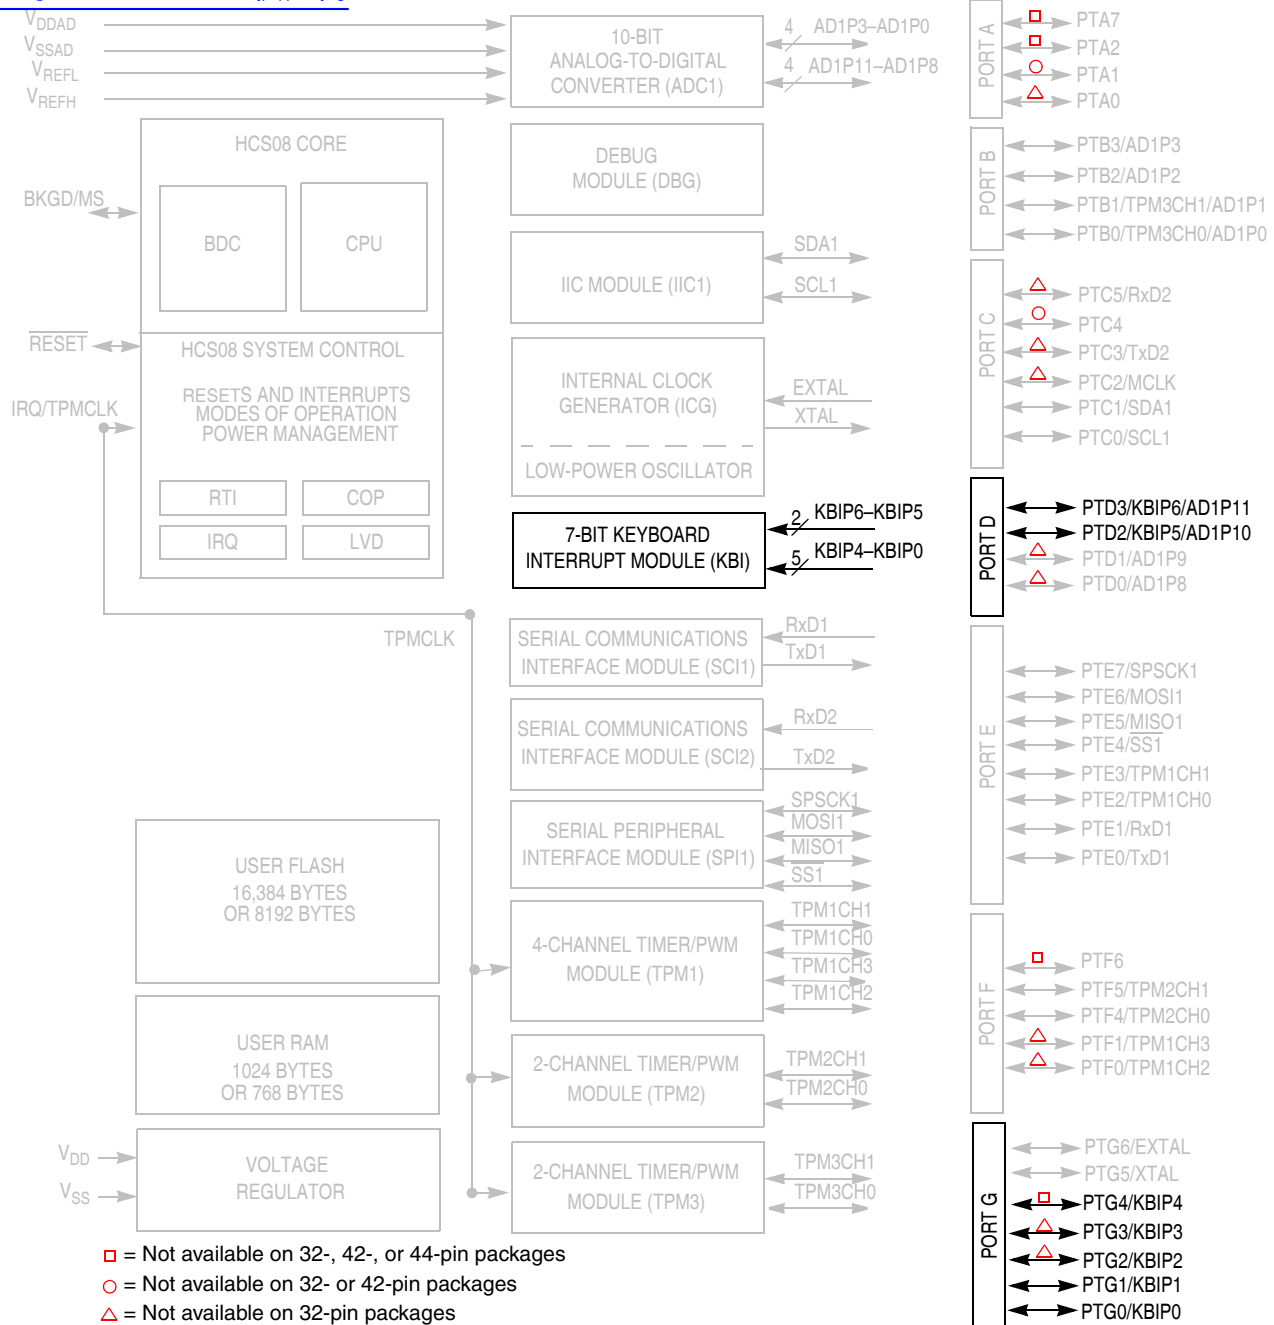 V_DDAD
V_SSAD
V_REFL
V_REFH
10-BIT
ANALOG-TO-DIGITAL
CONVERTER (ADC1)
4 AD1P3–AD1P0
4 AD1P11–AD1P8
HCS08 CORE
BDC
CPU
BKGD/MS
RESET
IRQ/TPMCLK
HCS08 SYSTEM CONTROL
RESETS AND INTERRUPTS
MODES OF OPERATION
POWER MANAGEMENT
RTI
COP
IRQ
LVD
TPMCLK
DEBUG
MODULE (DBG)
IIC MODULE (IIC1)
SDA1
SCL1
INTERNAL CLOCK
GENERATOR (ICG)
LOW-POWER OSCILLATOR
EXTAL
XTAL
7-BIT KEYBOARD
INTERRUPT MODULE (KBI)
2 KBIP6–KBIP5
5 KBIP4–KBIP0
SERIAL COMMUNICATIONS
INTERFACE MODULE (SCI1)
RxD1
TxD1
SERIAL COMMUNICATIONS
INTERFACE MODULE (SCI2)
RxD2
TxD2
SERIAL PERIPHERAL
INTERFACE MODULE (SPI1)
SPSCK1
MOSI1
MISO1
SS1
4-CHANNEL TIMER/PWM
MODULE (TPM1)
TPM1CH1
TPM1CH0
TPM1CH3
TPM1CH2
2-CHANNEL TIMER/PWM
MODULE (TPM2)
TPM2CH1
TPM2CH0
2-CHANNEL TIMER/PWM
MODULE (TPM3)
TPM3CH1
TPM3CH0
USER FLASH
16,384 BYTES
OR 8192 BYTES
USER RAM
1024 BYTES
OR 768 BYTES
V_DD
V_SS
VOLTAGE
REGULATOR
PORT A
PTA7
PTA2
PTA1
PTA0
PORT B
PTB3/AD1P3
PTB2/AD1P2
PTB1/TPM3CH1/AD1P1
PTB0/TPM3CH0/AD1P0
PORT C
PTC5/RxD2
PTC4
PTC3/TxD2
PTC2/MCLK
PTC1/SDA1
PTC0/SCL1
PORT D
PTD3/KBIP6/AD1P11
PTD2/KBIP5/AD1P10
PTD1/AD1P9
PTD0/AD1P8
PORT E
PTE7/SPSCK1
PTE6/MOSI1
PTE5/MISO1
PTE4/SS1
PTE3/TPM1CH1
PTE2/TPM1CH0
PTE1/RxD1
PTE0/TxD1
PORT F
PTF6
PTF5/TPM2CH1
PTF4/TPM2CH0
PTF1/TPM1CH3
PTF0/TPM1CH2
PORT G
PTG6/EXTAL
PTG5/XTAL
PTG4/KBIP4
PTG3/KBIP3
PTG2/KBIP2
PTG1/KBIP1
PTG0/KBIP0
□ = Not available on 32-, 42-, or 44-pin packages
○ = Not available on 32- or 42-pin packages
△ = Not available on 32-pin packages